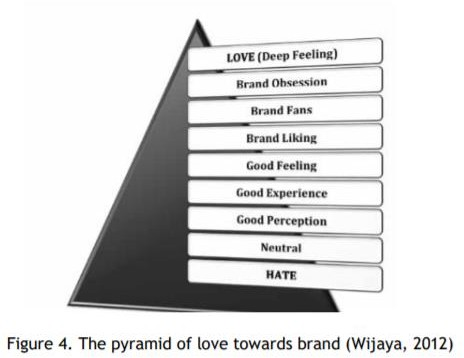 LOVE (Deep Feeling)
Brand Obsession
Brand Fans
Brand Liking
Good Feeling
Good Experience
Good Perception
Neutral
HATE
Figure 4. The pyramid of love towards brand (Wijaya, 2012)